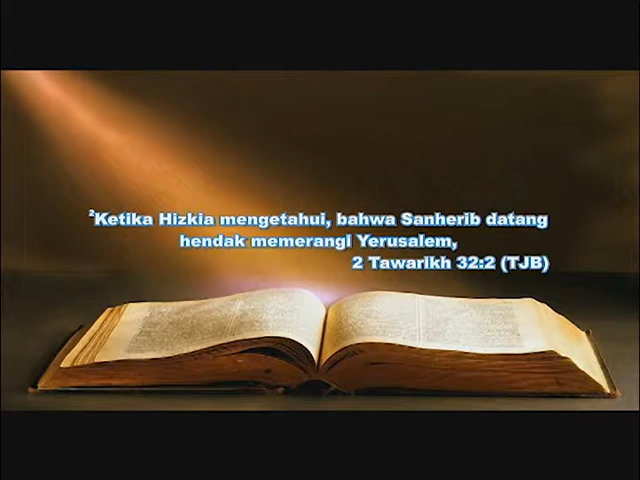 ²Ketika Hizkia mengetahui, bahwa Sanherib datang
hendak memerangi Yerusalem,
2 Tawarikh 32:2 (TJB)